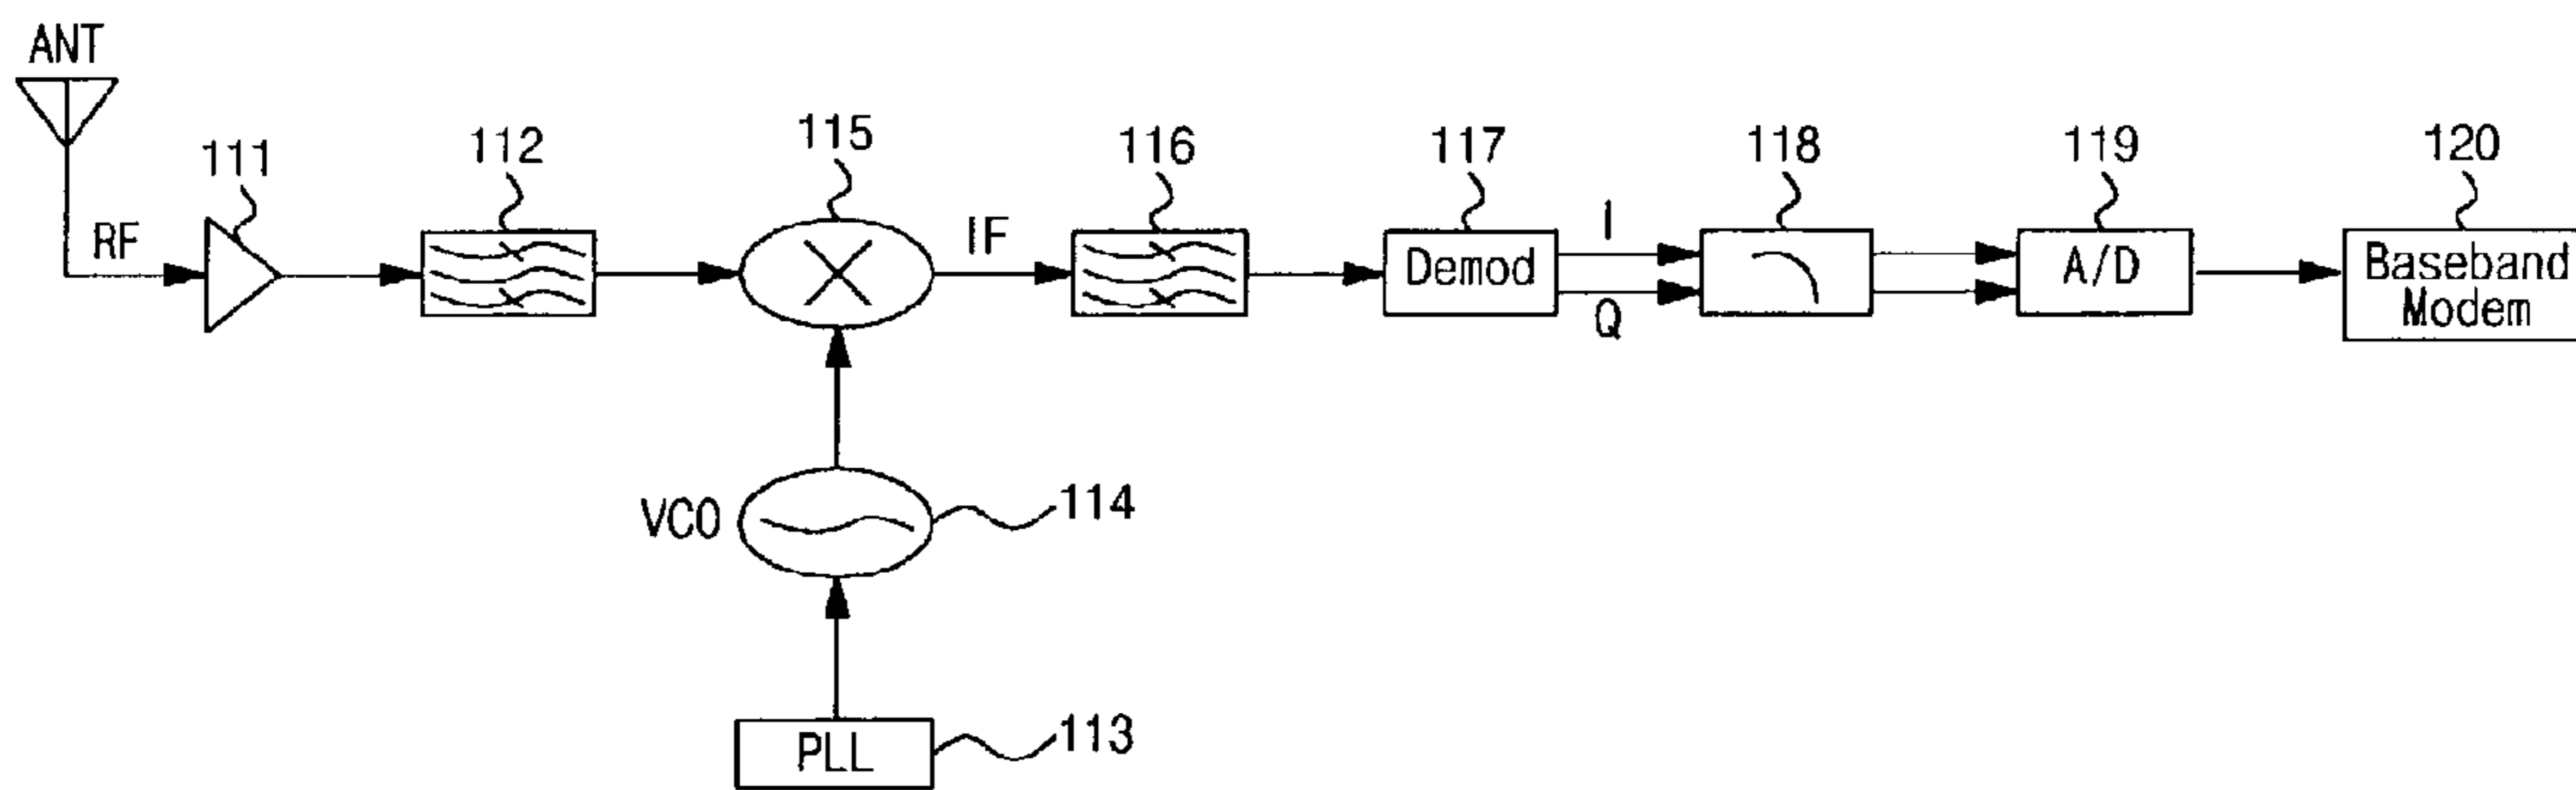 ANT
RF
111
112
115
IF
116
117
Demod
I
Q
118
119
A/D
120
Baseband
Modem
VCO
114
PLL
113